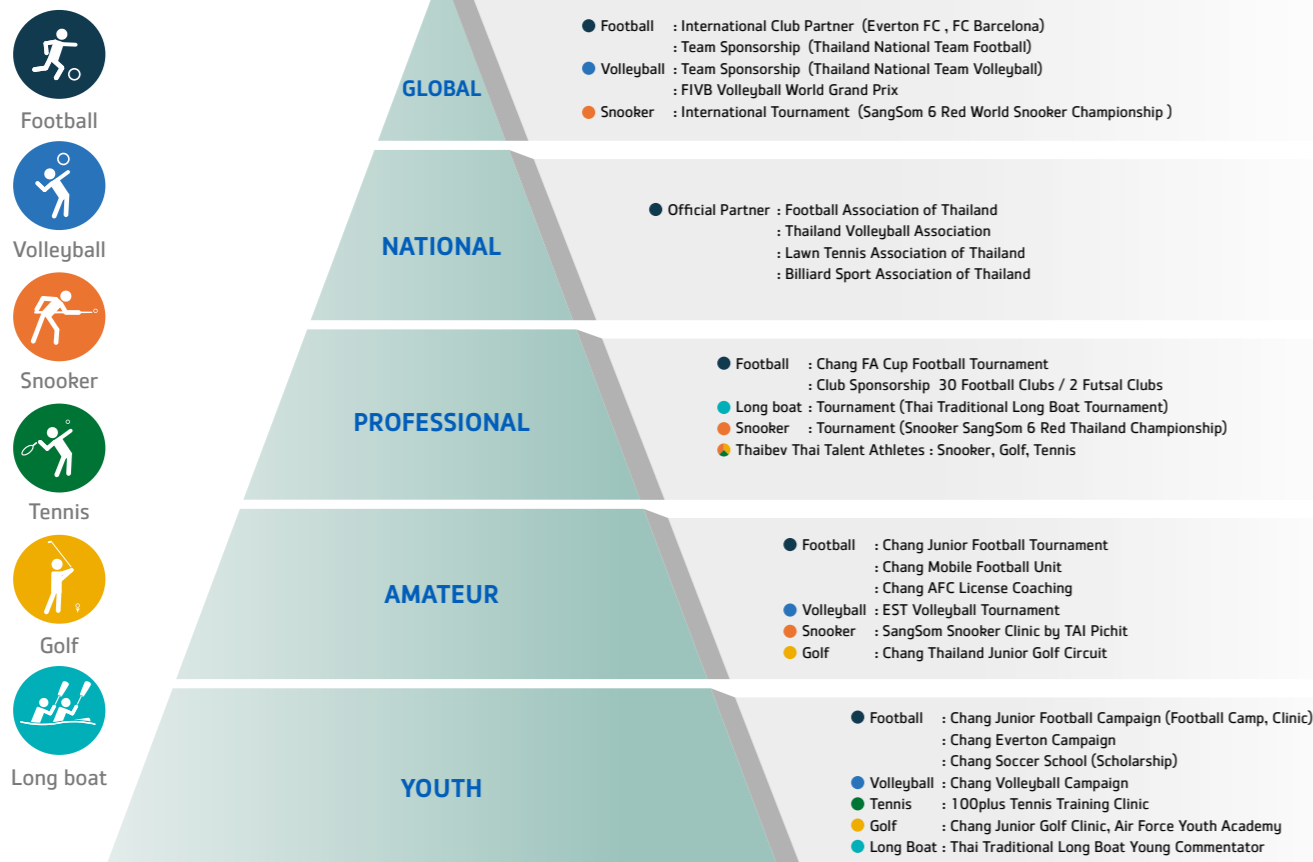 Football
Volleyball
Snooker
Tennis
Golf
Long boat
GLOBAL
Football : International Club Partner (Everton FC , FC Barcelona)
: Team Sponsorship (Thailand National Team Football)
Volleyball : Team Sponsorship (Thailand National Team Volleyball)
: FIVB Volleyball World Grand Prix
Snooker : International Tournament (SangSom 6 Red World Snooker Championship )
NATIONAL
Official Partner : Football Association of Thailand
: Thailand Volleyball Association
: Lawn Tennis Association of Thailand
: Billiard Sport Association of Thailand
PROFESSIONAL
Football : Chang FA Cup Football Tournament
: Club Sponsorship 30 Football Clubs / 2 Futsal Clubs
Long boat : Tournament (Thai Traditional Long Boat Tournament)
Snooker : Tournament (Snooker SangSom 6 Red Thailand Championship)
Thaibev Thai Talent Athletes : Snooker, Golf, Tennis
AMATEUR
Football : Chang Junior Football Tournament
: Chang Mobile Football Unit
: Chang AFC License Coaching
Volleyball : EST Volleyball Tournament
Snooker : SangSom Snooker Clinic by TAI Pichit
Golf : Chang Thailand Junior Golf Circuit
YOUTH
Football : Chang Junior Football Campaign (Football Camp, Clinic)
: Chang Everton Campaign
: Chang Soccer School (Scholarship)
Volleyball : Chang Volleyball Campaign
Tennis : 100plus Tennis Training Clinic
Golf : Chang Junior Golf Clinic, Air Force Youth Academy
Long Boat : Thai Traditional Long Boat Young Commentator